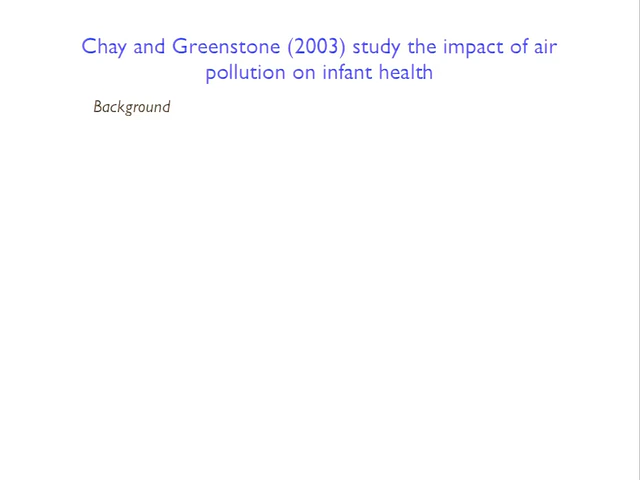 Chay and Greenstone (2003) study the impact of air
pollution on infant health
Background